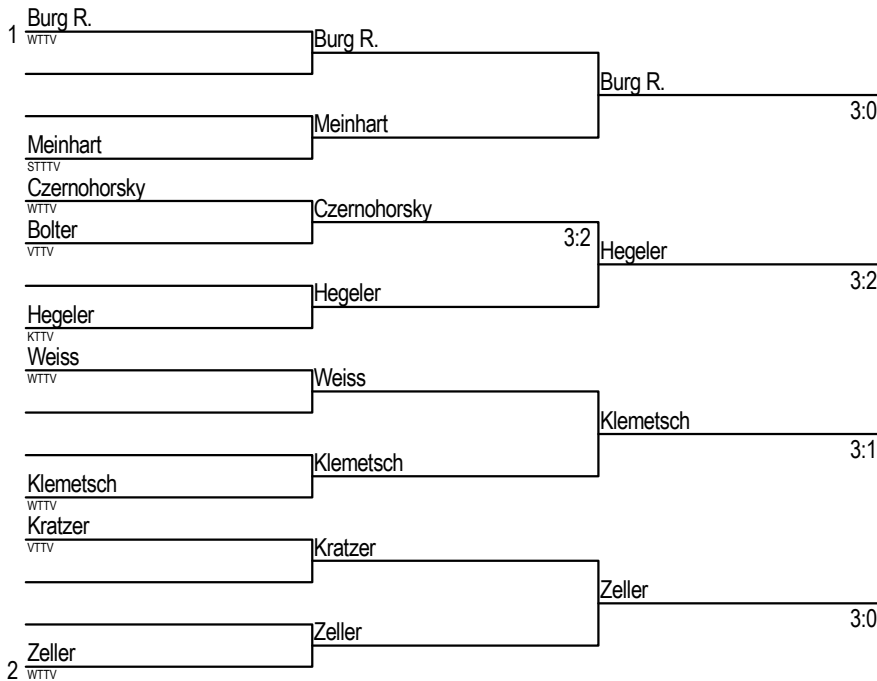 Burg R.
1
WTTV
Burg R.
Burg R.
3:0
Meinhart
Meinhart
STTTV
Czernohorsky
WTTV
Czernohorsky
Bolter
3:2
VTTV
Hegeler
3:2
Hegeler
Hegeler
KTTV
Weiss
WTTV
Weiss
Klemetsch
3:1
Klemetsch
Klemetsch
WTTV
Kratzer
VTTV
Kratzer
Zeller
3:0
Zeller
Zeller
2
WTTV